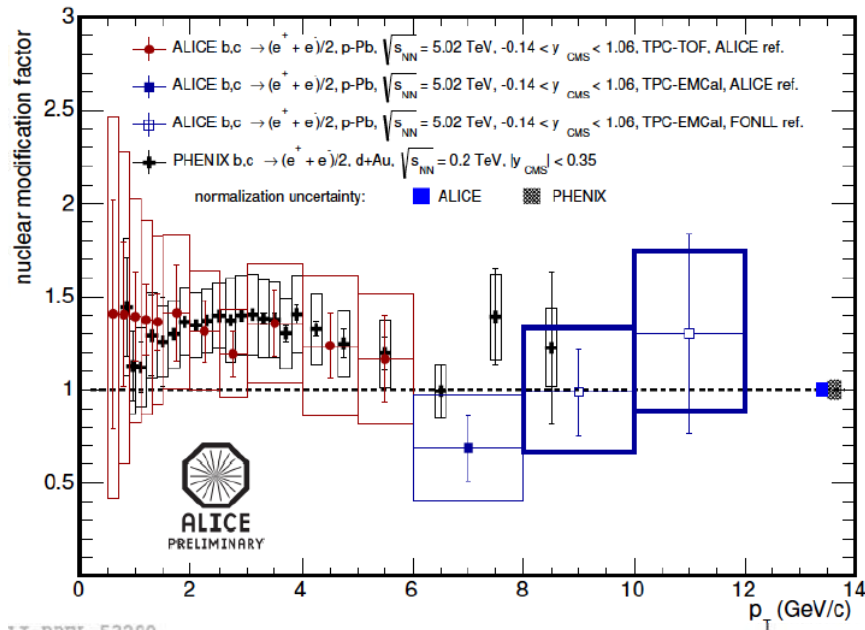 3
ALICE b,c → (e⁺ + e⁻)/2, p-Pb, √s_NN = 5.02 TeV, -0.14 < y_CMS < 1.06, TPC-TOF, ALICE ref.
ALICE b,c → (e⁺ + e⁻)/2, p-Pb, √s_NN = 5.02 TeV, -0.14 < y_CMS < 1.06, TPC-EMCal, ALICE ref.
2.5
ALICE b,c → (e⁺ + e⁻)/2, p-Pb, √s_NN = 5.02 TeV, -0.14 < y_CMS < 1.06, TPC-EMCal, FONLL ref.
PHENIX b,c → (e⁺ + e⁻)/2, d+Au, √s_NN = 0.2 TeV, |y_CMS| < 0.35
normalization uncertainty: ALICE PHENIX
2
nuclear modification factor
1.5
1
0.5
ALICE
PRELIMINARY
0 2 4 6 8 10 12 14
p_T (GeV/c)